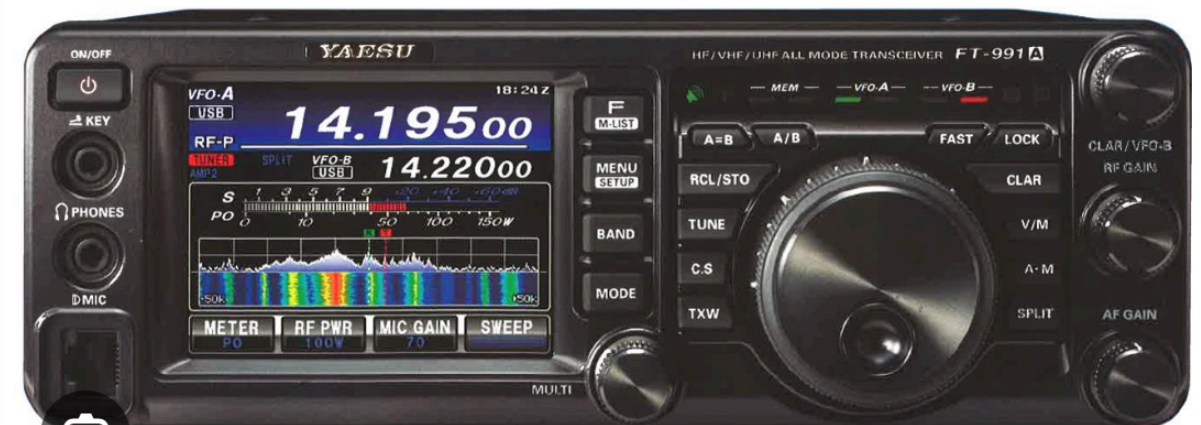 ON/OFF
YAESU
HF/VHF/UHF ALL MODE TRANSCEIVER FT-991A
KEY
PHONES
MIC
VFO-A
18:24Z
USB
14.19500
RF-P
TUNER
SPLIT
VFO-B
14.22000
AMP2
USB
S 1 3 5 7 9 +20 +40 +60dB
PO 0 10 50 100 150W
R T
-50k
+50k
METER
RF PWR
MIC GAIN
SWEEP
PO
100W
70
F
M-LIST
MENU
SETUP
BAND
MODE
MULTI
MEM
VFO-A
VFO-B
A=B
A/B
FAST
LOCK
RCL/STO
CLAR
TUNE
V/M
C.S
A·M
TXW
SPLIT
CLAR/VFO-B
RF GAIN
AF GAIN